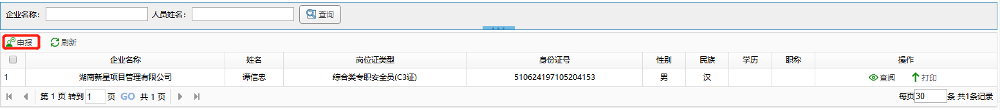 企业名称: 人员姓名: 查询
申报 刷新
企业名称 姓名 岗位证类型 身份证号 性别 民族 学历 职称 操作
1 湖南新星项目管理有限公司 谭信忠 综合类专职安全员(C3证) 510624197105204153 男 汉 查阅 打印
第 1 页 转到 1 页 GO 共 1 页 每页 30 条 共1条记录